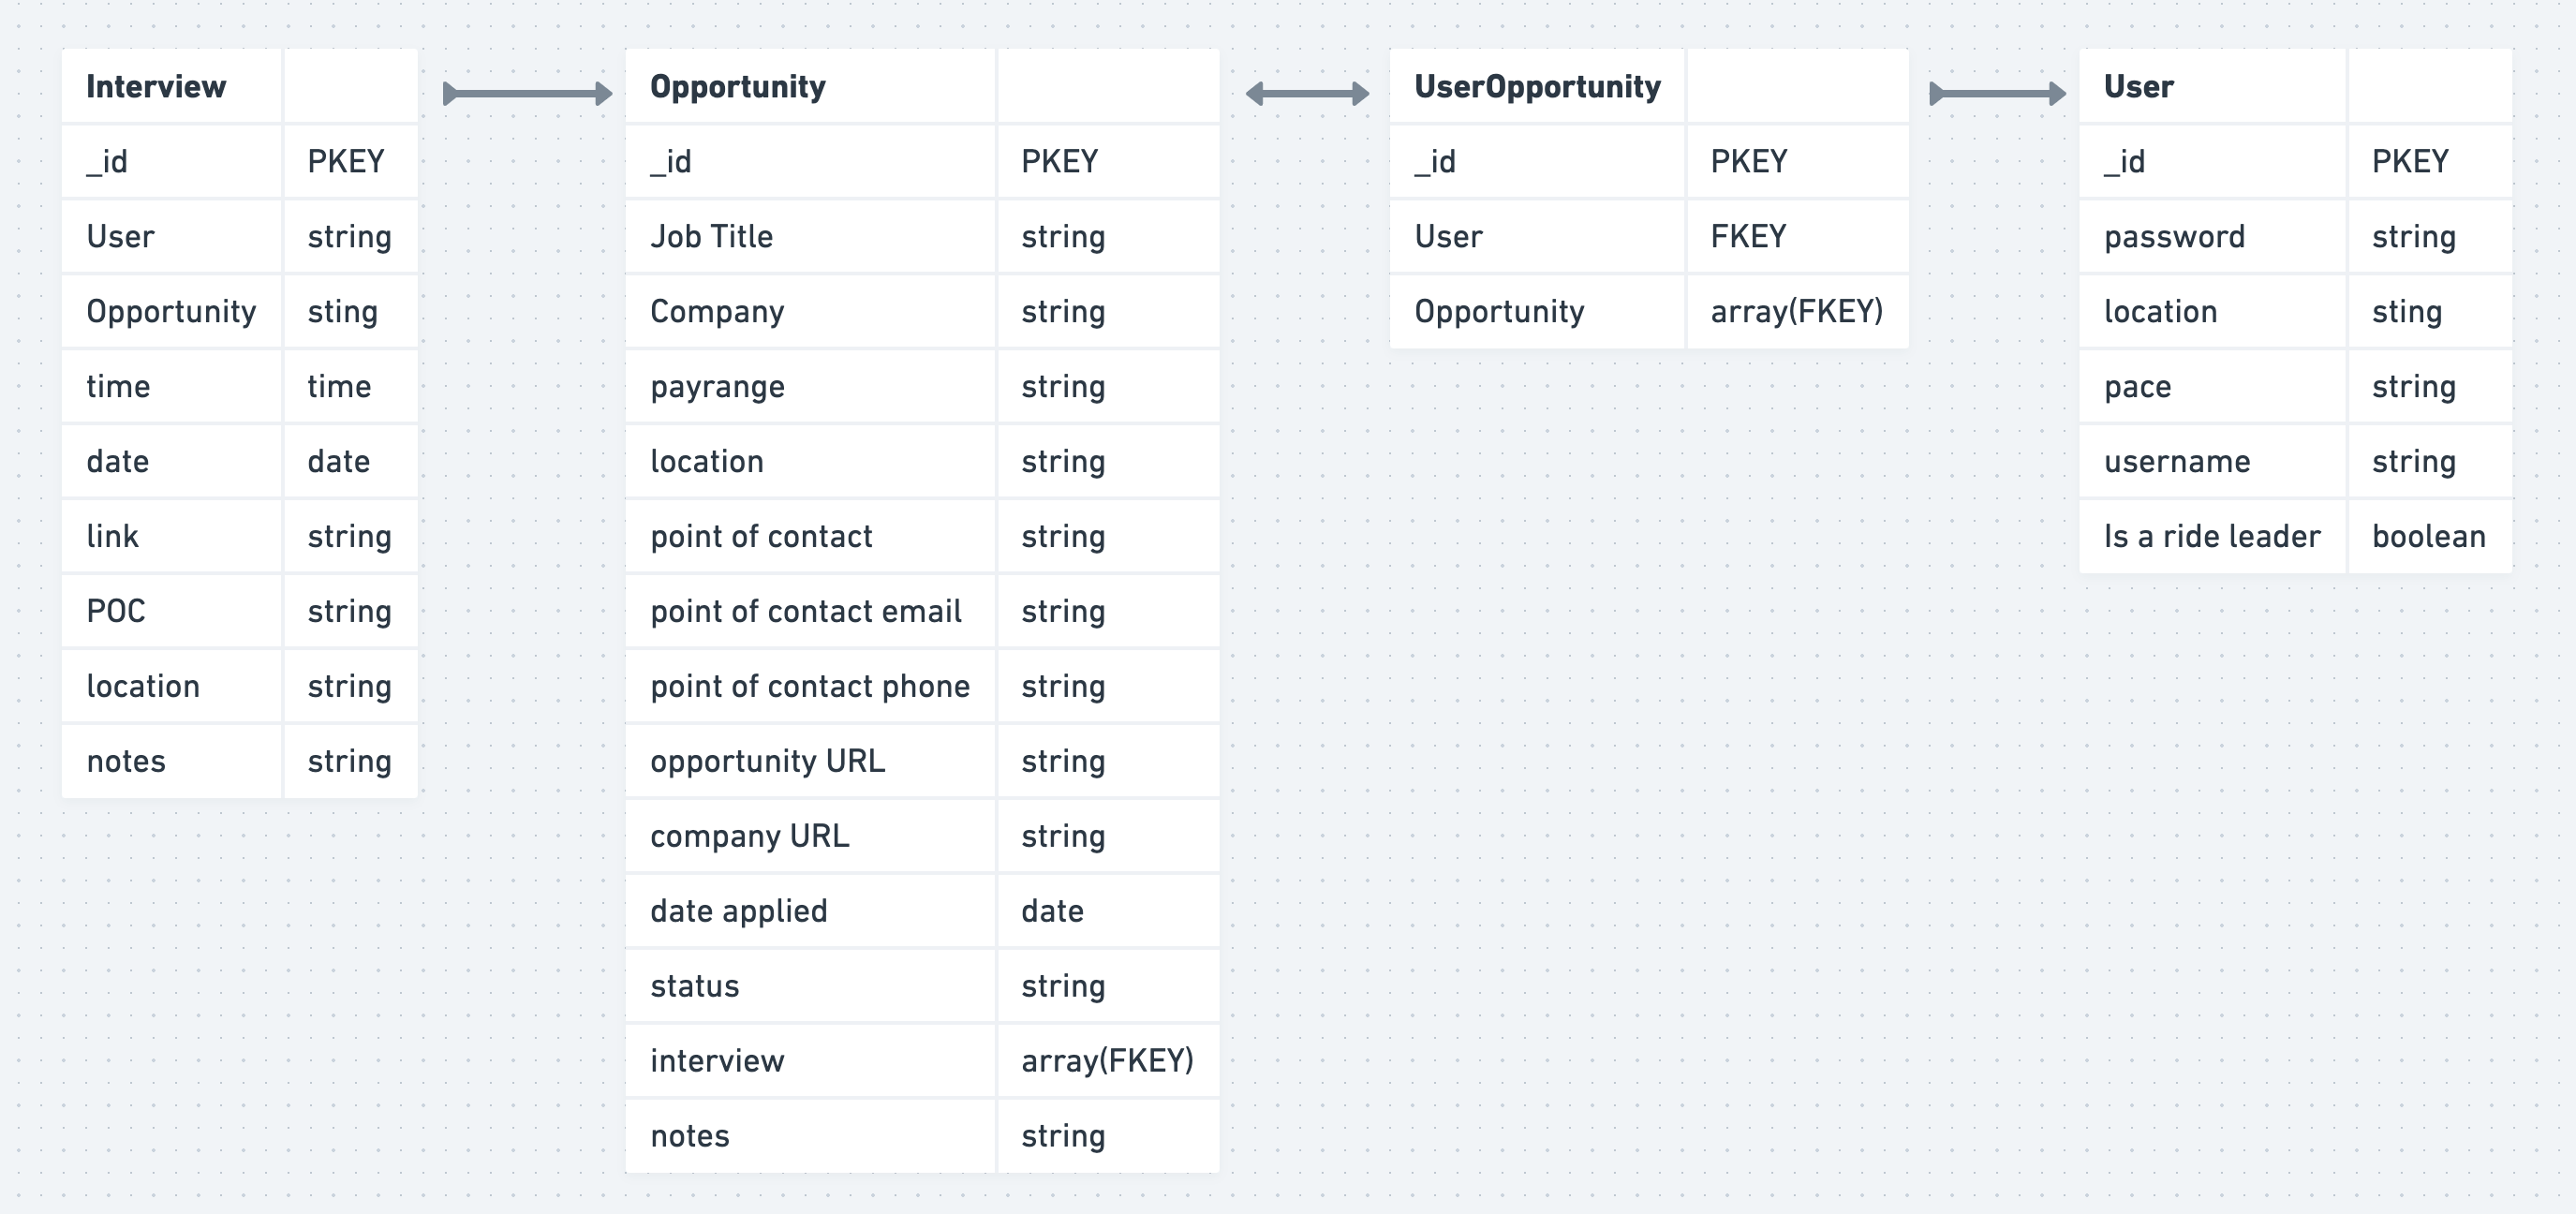 Interview
_id PKEY
User string
Opportunity sting
time time
date date
link string
POC string
location string
notes string
Opportunity
_id PKEY
Job Title string
Company string
payrange string
location string
point of contact string
point of contact email string
point of contact phone string
opportunity URL string
company URL string
date applied date
status string
interview array(FKEY)
notes string
UserOpportunity
_id PKEY
User FKEY
Opportunity array(FKEY)
User
_id PKEY
password string
location sting
pace string
username string
Is a ride leader boolean